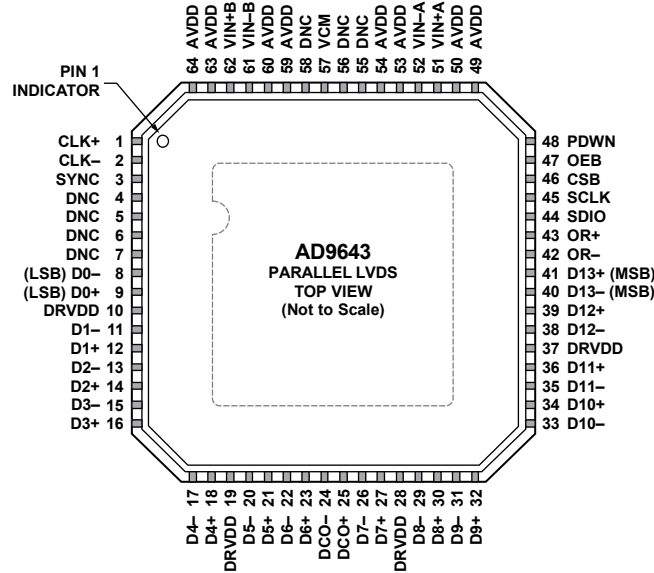 64 AVDD
63 AVDD
62 VIN+B
61 VIN–B
60 AVDD
59 AVDD
58 DNC
57 VCM
56 DNC
55 DNC
54 AVDD
53 AVDD
52 VIN–A
51 VIN+A
50 AVDD
49 AVDD
PIN 1
INDICATOR
CLK+ 1
CLK– 2
SYNC 3
DNC 4
DNC 5
DNC 6
DNC 7
(LSB) D0– 8
(LSB) D0+ 9
DRVDD 10
D1– 11
D1+ 12
D2– 13
D2+ 14
D3– 15
D3+ 16
AD9643
PARALLEL LVDS
TOP VIEW
(Not to Scale)
48 PDWN
47 OEB
46 CSB
45 SCLK
44 SDIO
43 OR+
42 OR–
41 D13+ (MSB)
40 D13– (MSB)
39 D12+
38 D12–
37 DRVDD
36 D11+
35 D11–
34 D10+
33 D10–
D4– 17
D4+ 18
DRVDD 19
D5– 20
D5+ 21
D6– 22
D6+ 23
DCO– 24
DCO+ 25
D7– 26
D7+ 27
DRVDD 28
D8– 29
D8+ 30
D9– 31
D9+ 32